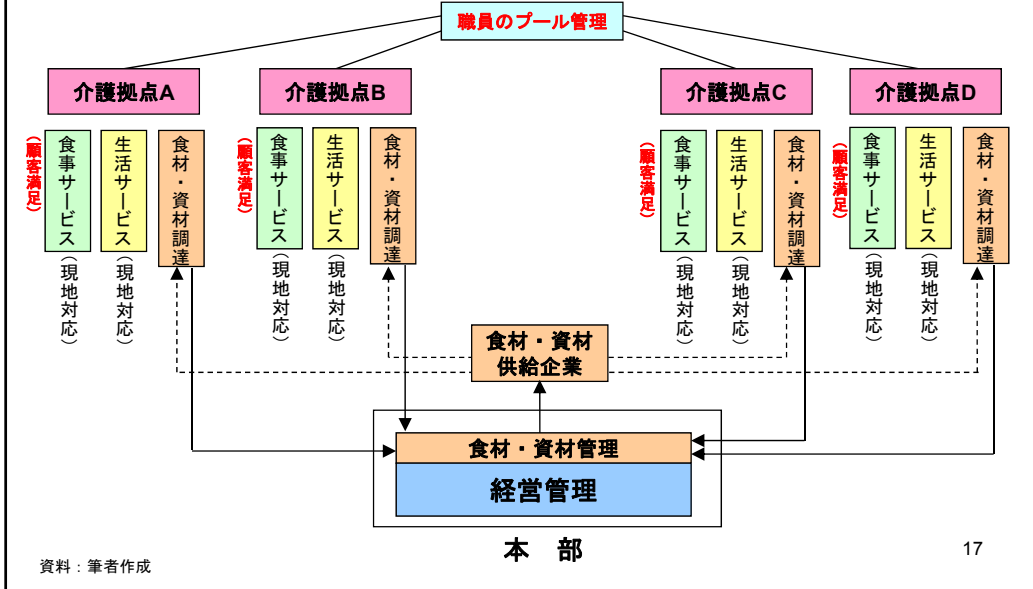 職員のプール管理
介護拠点A
介護拠点B
介護拠点C
介護拠点D
（顧客満足）
食事サービス
（現地対応）
生活サービス
（現地対応）
食材・資材調達
（顧客満足）
食事サービス
（現地対応）
生活サービス
（現地対応）
食材・資材調達
（顧客満足）
食事サービス
（現地対応）
生活サービス
（現地対応）
食材・資材調達
（顧客満足）
食事サービス
（現地対応）
生活サービス
（現地対応）
食材・資材調達
食材・資材
供給企業
食材・資材管理
経営管理
本　部
資料：筆者作成
17